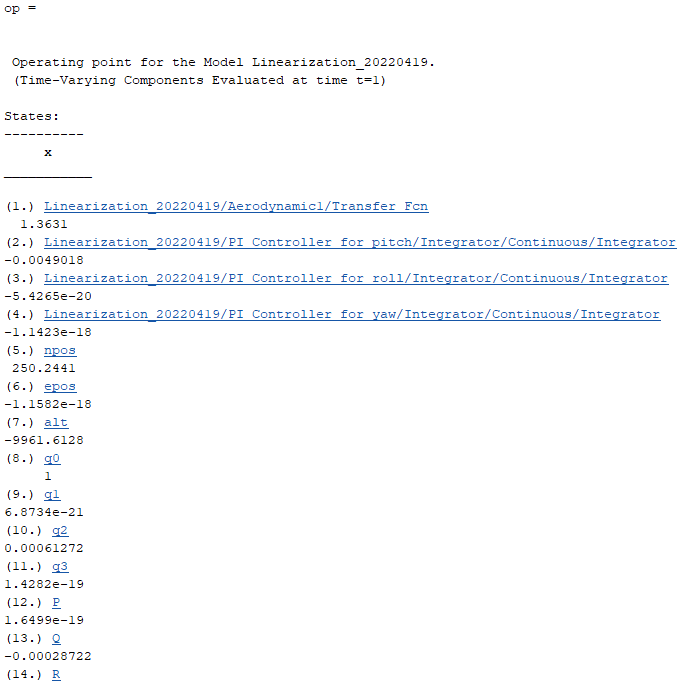 op =
Operating point for the Model Linearization_20220419.
(Time-Varying Components Evaluated at time t=1)
States:
----------
x
___________
(1.) Linearization_20220419/Aerodynamic1/Transfer Fcn
1.3631
(2.) Linearization_20220419/PI Controller for pitch/Integrator/Continuous/Integrator
-0.0049018
(3.) Linearization_20220419/PI Controller for roll/Integrator/Continuous/Integrator
-5.4265e-20
(4.) Linearization_20220419/PI Controller for yaw/Integrator/Continuous/Integrator
-1.1423e-18
(5.) npos
250.2441
(6.) epos
-1.1582e-18
(7.) alt
-9961.6128
(8.) q0
1
(9.) q1
6.8734e-21
(10.) q2
0.00061272
(11.) q3
1.4282e-19
(12.) P
1.6499e-19
(13.) Q
-0.00028722
(14.) R